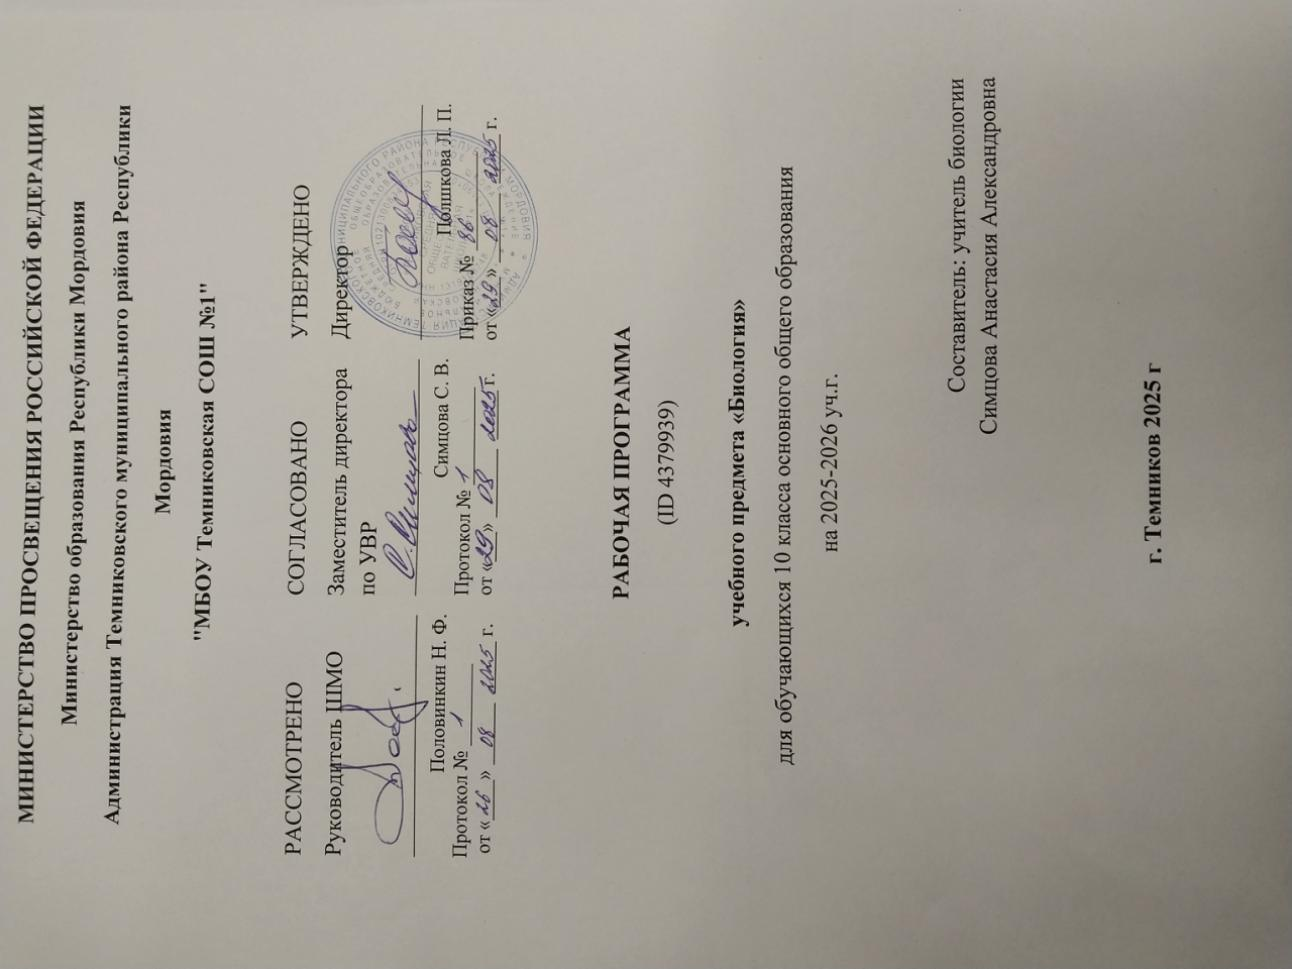 МИНИСТЕРСТВО ПРОСВЕЩЕНИЯ РОССИЙСКОЙ ФЕДЕРАЦИИ
Министерство образования Республики Мордовия
Администрация Темниковского муниципального района Республики
Мордовия
"МБОУ Темниковская СОШ №1"
РАССМОТРЕНО
Руководитель ШМО
Половинкин Н. Ф.
Протокол № 1
от «26» 08 2025 г.
СОГЛАСОВАНО
Заместитель директора
по УВР
Симцова С. В.
Протокол № 1
от «29» 08 2025 г.
УТВЕРЖДЕНО
Директор
Полшкова Л. П.
Приказ № 86
от «29» 08 2025 г.
РАБОЧАЯ ПРОГРАММА
(ID 4379939)
учебного предмета «Биология»
для обучающихся 10 класса основного общего образования
на 2025-2026 уч.г.
Составитель: учитель биологии
Симцова Анастасия Александровна
г. Темников 2025 г